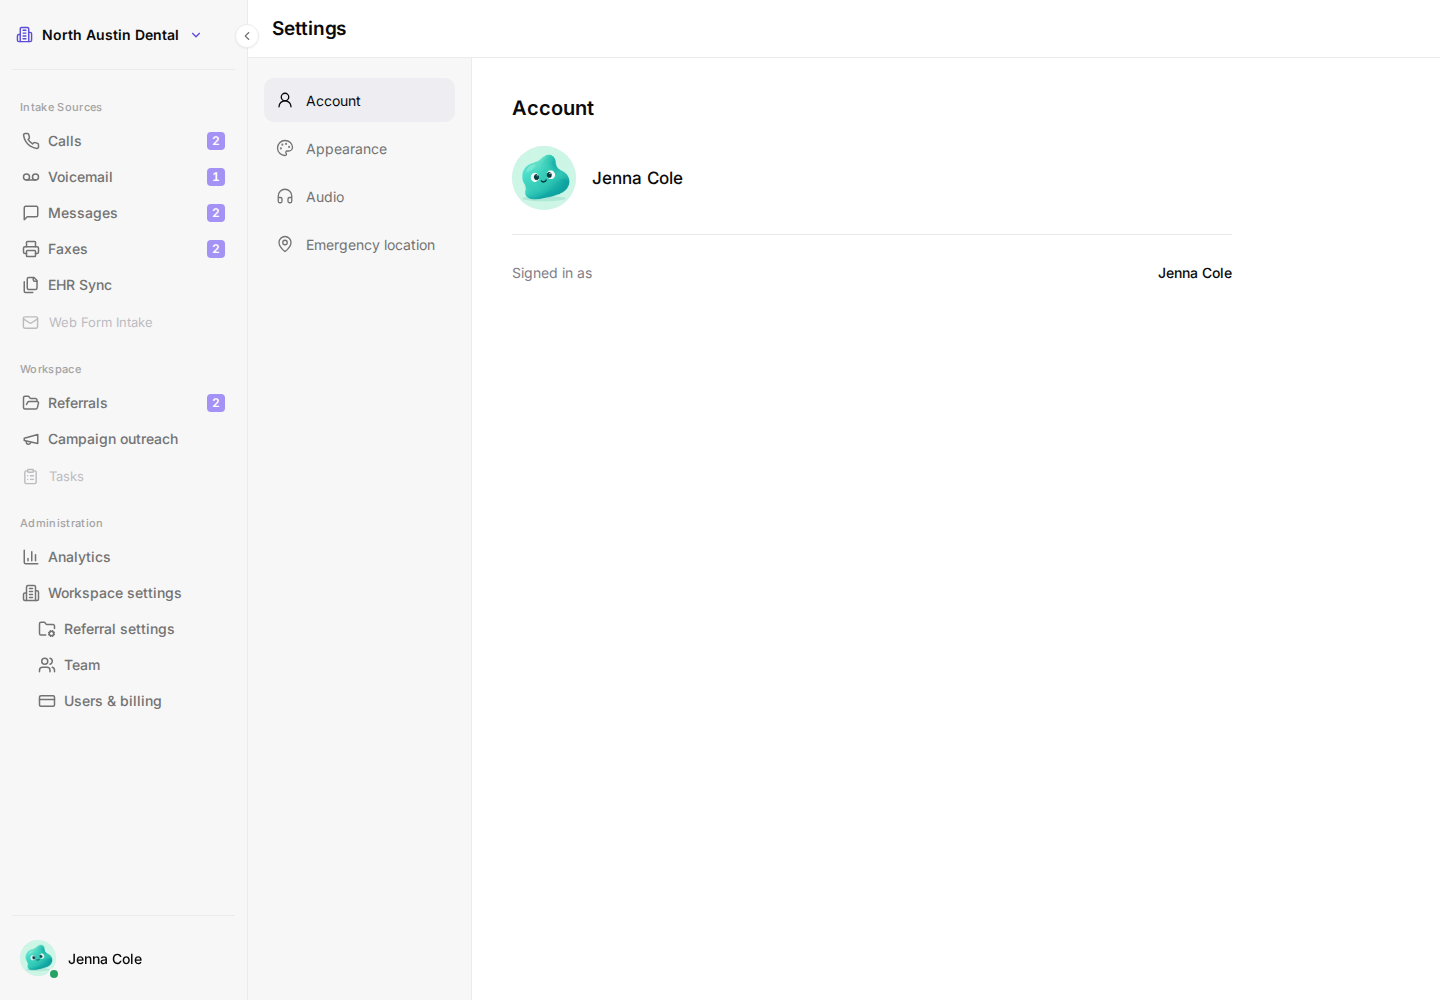 North Austin Dental
Intake Sources
Calls 2
Voicemail 1
Messages 2
Faxes 2
EHR Sync
Web Form Intake
Workspace
Referrals 2
Campaign outreach
Tasks
Administration
Analytics
Workspace settings
Referral settings
Team
Users & billing
Jenna Cole
Settings
Account
Appearance
Audio
Emergency location
Account
Jenna Cole
Signed in as Jenna Cole